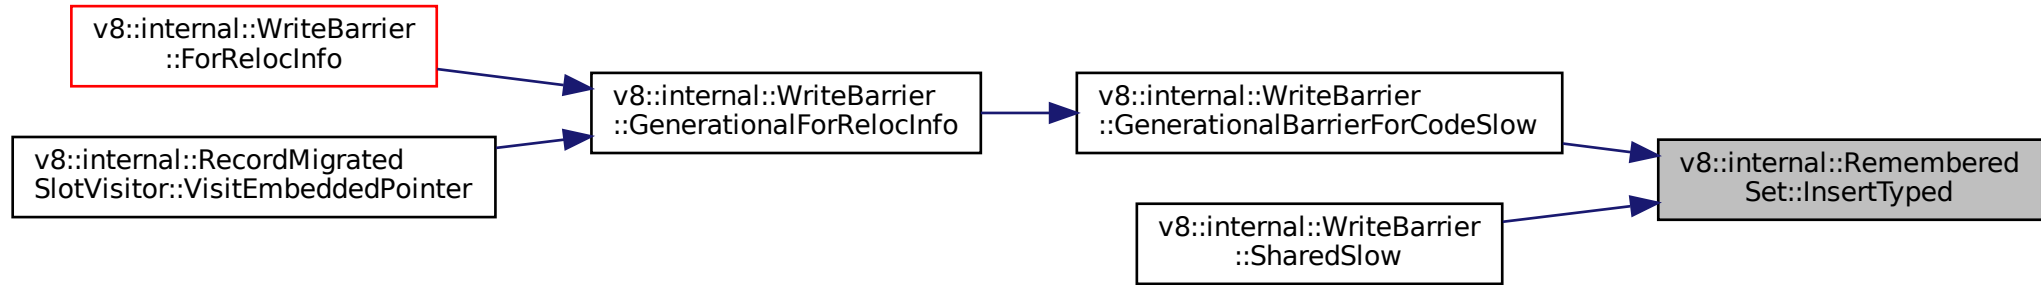 v8::internal::WriteBarrier
::ForRelocInfo
v8::internal::RecordMigrated
SlotVisitor::VisitEmbeddedPointer
v8::internal::WriteBarrier
::GenerationalForRelocInfo
v8::internal::WriteBarrier
::GenerationalBarrierForCodeSlow
v8::internal::WriteBarrier
::SharedSlow
v8::internal::Remembered
Set::InsertTyped